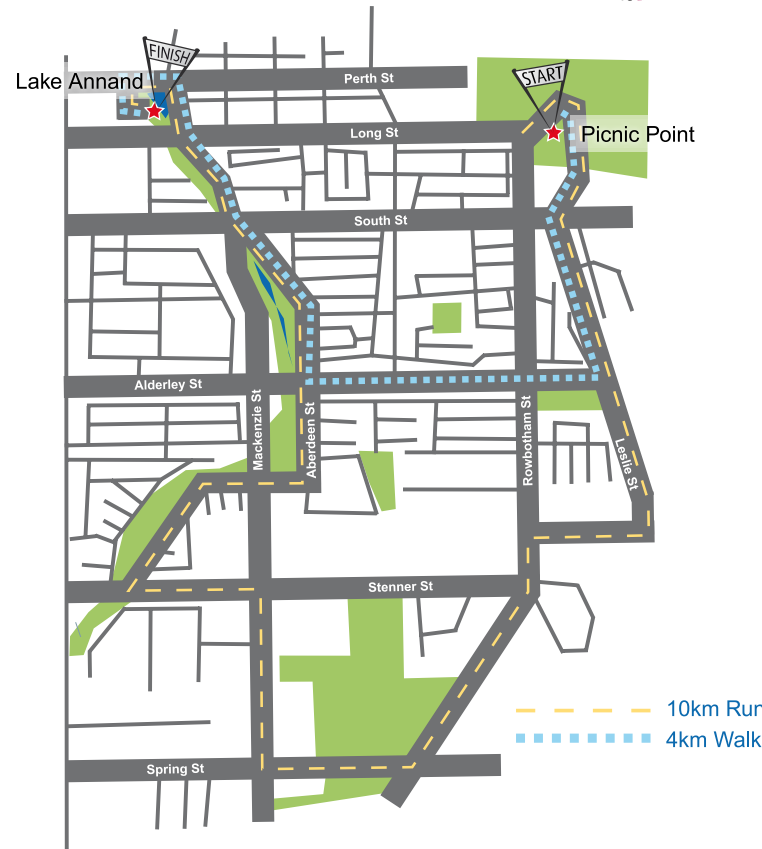 FINISH
Lake Annand
Perth St
START
Long St
Picnic Point
South St
Alderley St
Mackenzie St
Aberdeen St
Rowbotham St
Leslie St
Stenner St
10km Run
4km Walk
Spring St